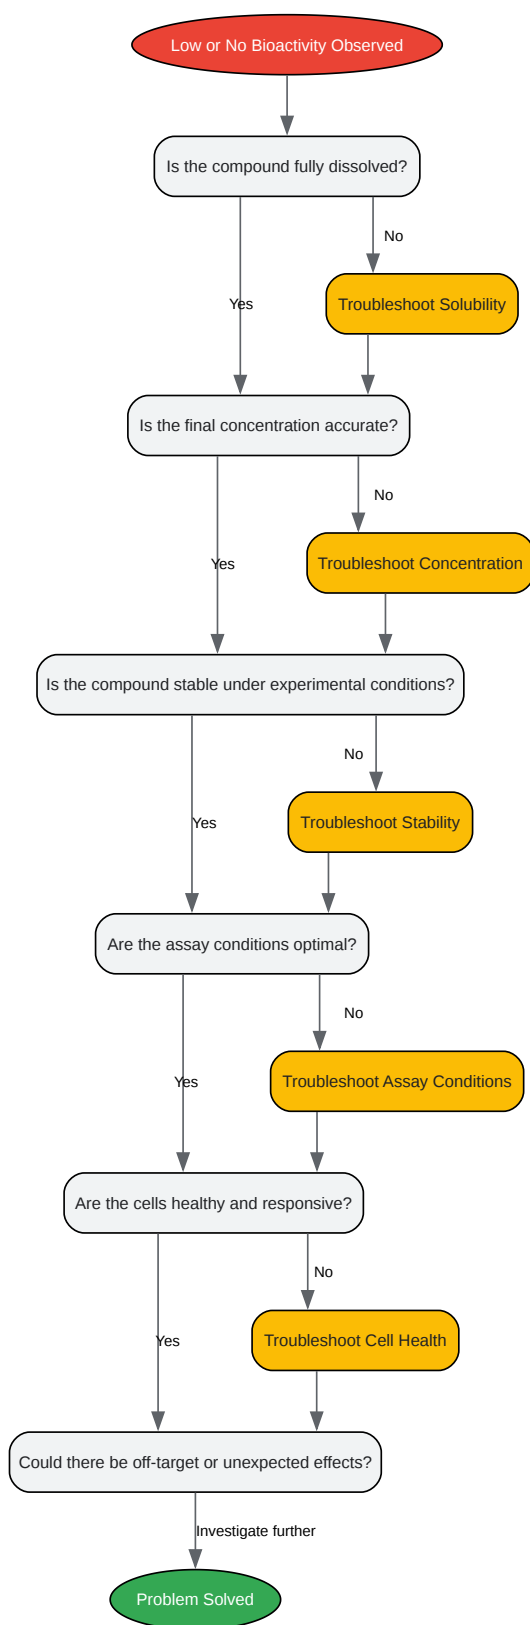 Low or No Bioactivity Observed
Is the compound fully dissolved?
No
Yes
Troubleshoot Solubility
Is the final concentration accurate?
No
Yes
Troubleshoot Concentration
Is the compound stable under experimental conditions?
No
Yes
Troubleshoot Stability
Are the assay conditions optimal?
No
Yes
Troubleshoot Assay Conditions
Are the cells healthy and responsive?
No
Yes
Troubleshoot Cell Health
Could there be off-target or unexpected effects?
Investigate further
Problem Solved